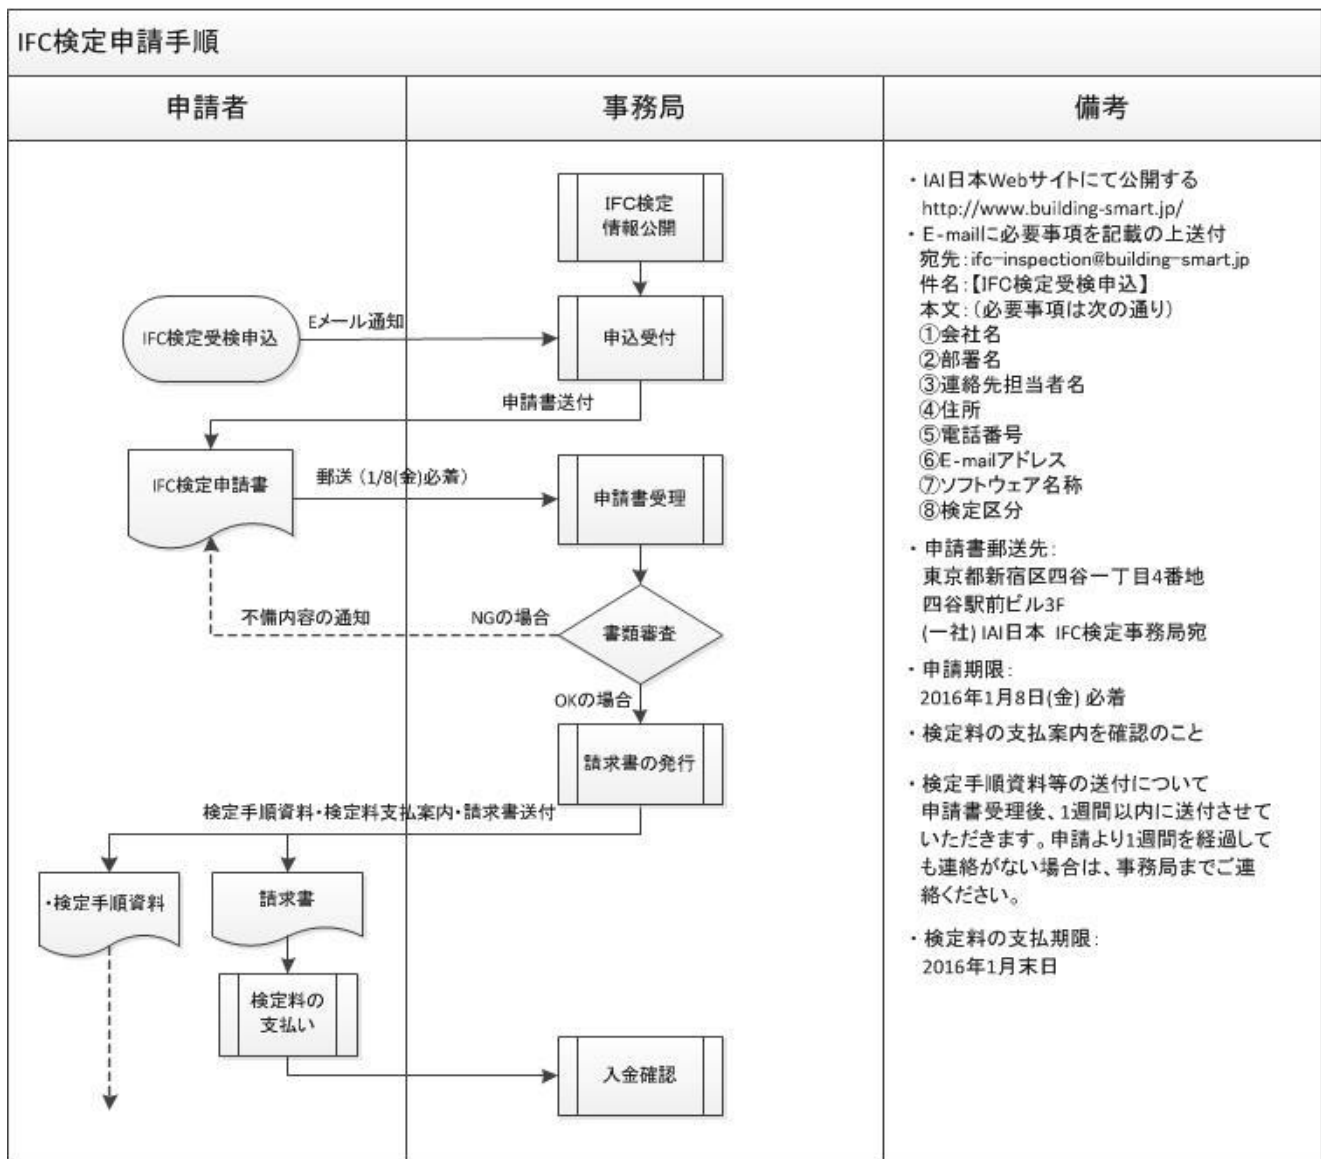 IFC検定申請手順
申請者
事務局
備考
IFC検定
情報公開
IFC検定受検申込
Eメール通知
申込受付
申請書送付
IFC検定申請書
郵送（1/8(金)必着）
申請書受理
不備内容の通知
NGの場合
書類審査
OKの場合
請求書の発行
検定手順資料・検定料支払案内・請求書送付
・検定手順資料
請求書
検定料の
支払い
入金確認
・IAI日本Webサイトにて公開する
http://www.building-smart.jp/
・E-mailに必要事項を記載の上送付
宛先：ifc-inspection@building-smart.jp
件名：【IFC検定受検申込】
本文：（必要事項は次の通り）
①会社名
②部署名
③連絡先担当者名
④住所
⑤電話番号
⑥E-mailアドレス
⑦ソフトウェア名称
⑧検定区分
・申請書郵送先：
東京都新宿区四谷一丁目4番地
四谷駅前ビル3F
(一社) IAI日本 IFC検定事務局宛
・申請期限：
2016年1月8日(金) 必着
・検定料の支払案内を確認のこと
・検定手順資料等の送付について
申請書受理後、1週間以内に送付させて
いただきます。申請より1週間を経過して
も連絡がない場合は、事務局までご連
絡ください。
・検定料の支払期限：
2016年1月末日